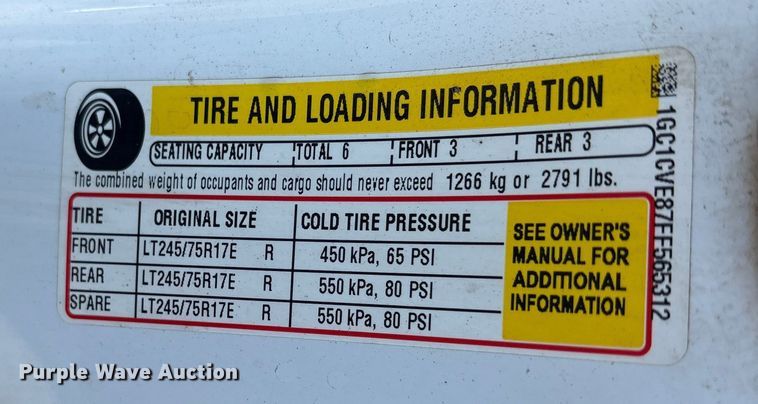 TIRE AND LOADING INFORMATION
SEATING CAPACITY TOTAL 6 FRONT 3 REAR 3
The combined weight of occupants and cargo should never exceed 1266 kg or 2791 lbs.
TIRE ORIGINAL SIZE COLD TIRE PRESSURE
FRONT LT245/75R17E R 450 kPa, 65 PSI
REAR LT245/75R17E R 550 kPa, 80 PSI
SPARE LT245/75R17E R 550 kPa, 80 PSI
SEE OWNER'S
MANUAL FOR
ADDITIONAL
INFORMATION
1GC1CVE87FF565312
Purple Wave Auction